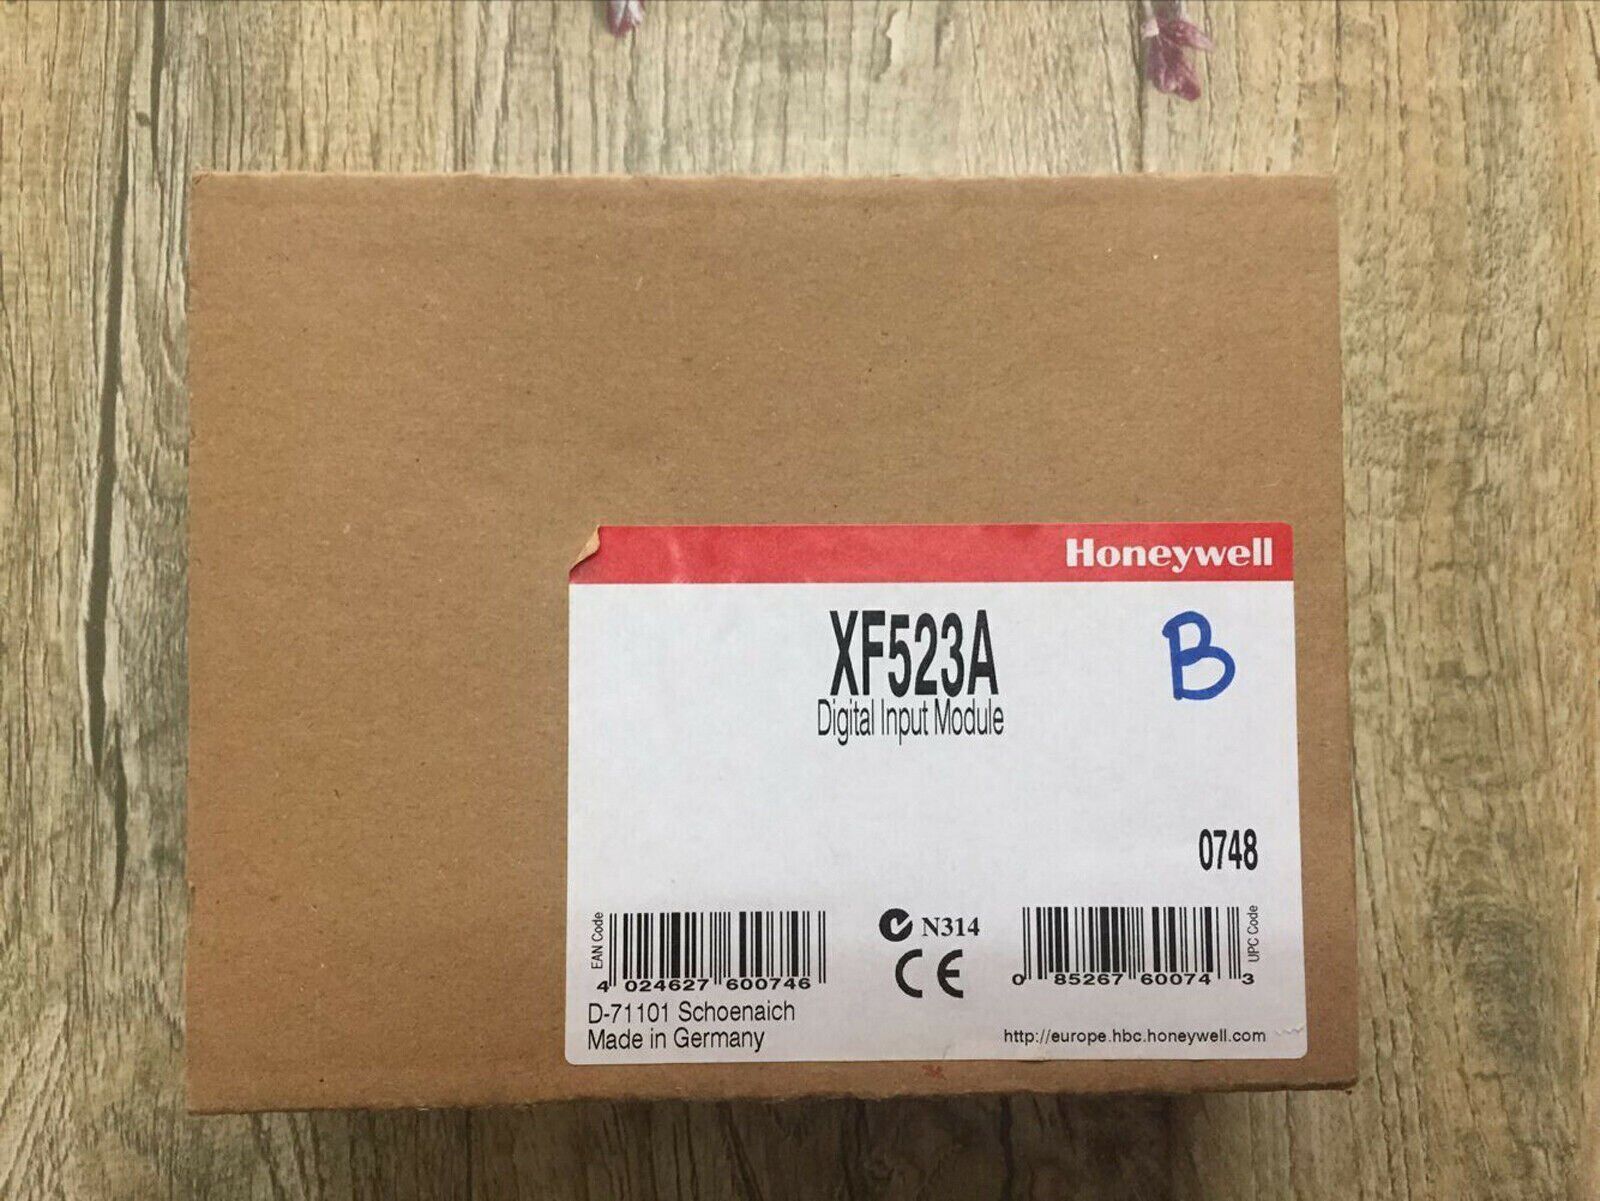 Honeywell
XF523A
B
Digital Input Module
0748
EAN Code
4 024627 600746
N314
CE
0 85267 60074 3
UPC Code
D-71101 Schoenaich
Made in Germany
http://europe.hbc.honeywell.com